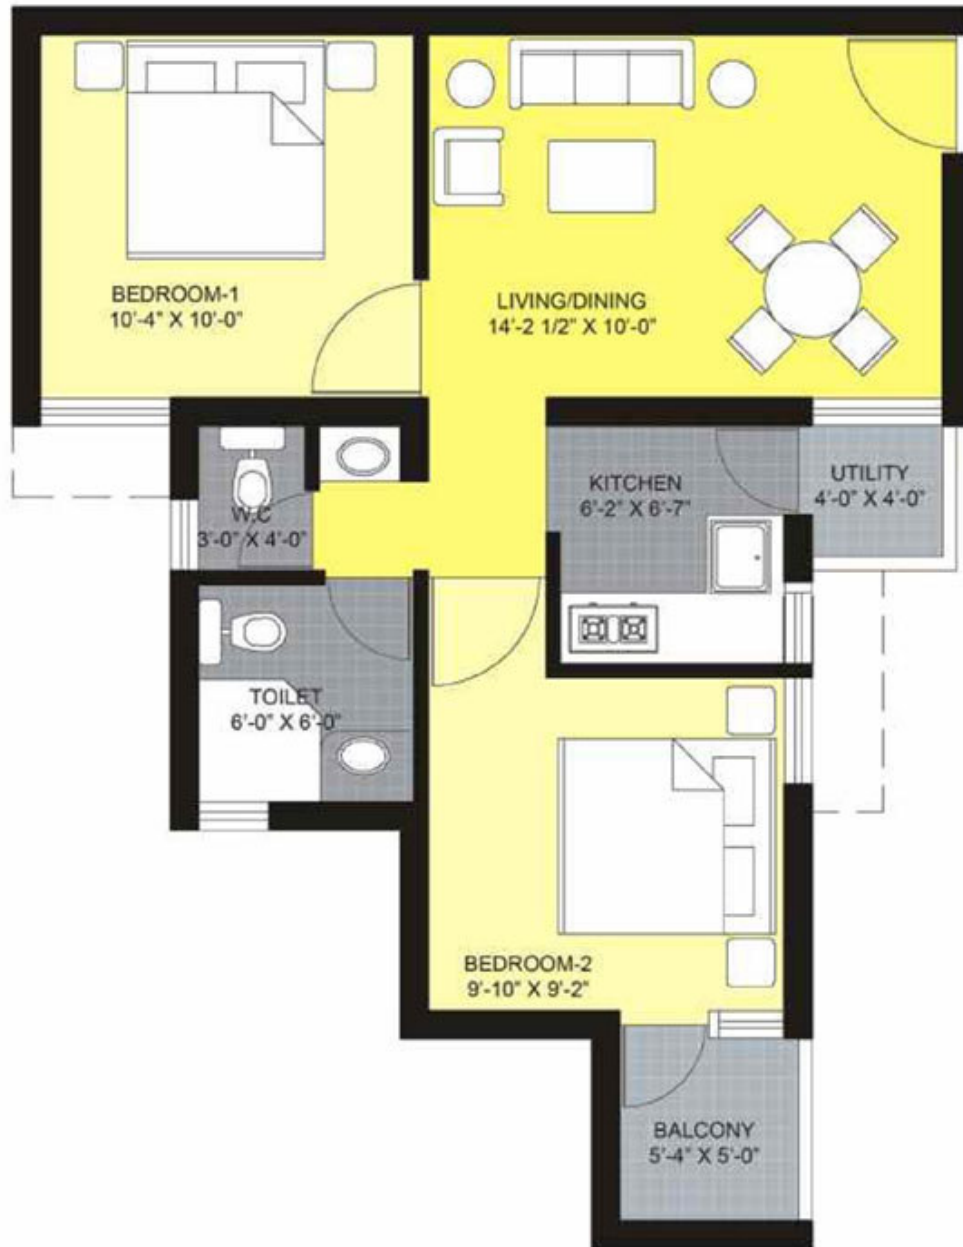 BEDROOM-1
10'-4" X 10'-0"
LIVING/DINING
14'-2 1/2" X 10'-0"
KITCHEN
6'-2" X 6'-7"
UTILITY
4'-0" X 4'-0"
W.C
3'-0" X 4'-0"
TOILET
6'-0" X 6'-0"
BEDROOM-2
9'-10" X 9'-2"
BALCONY
5'-4" X 5'-0"